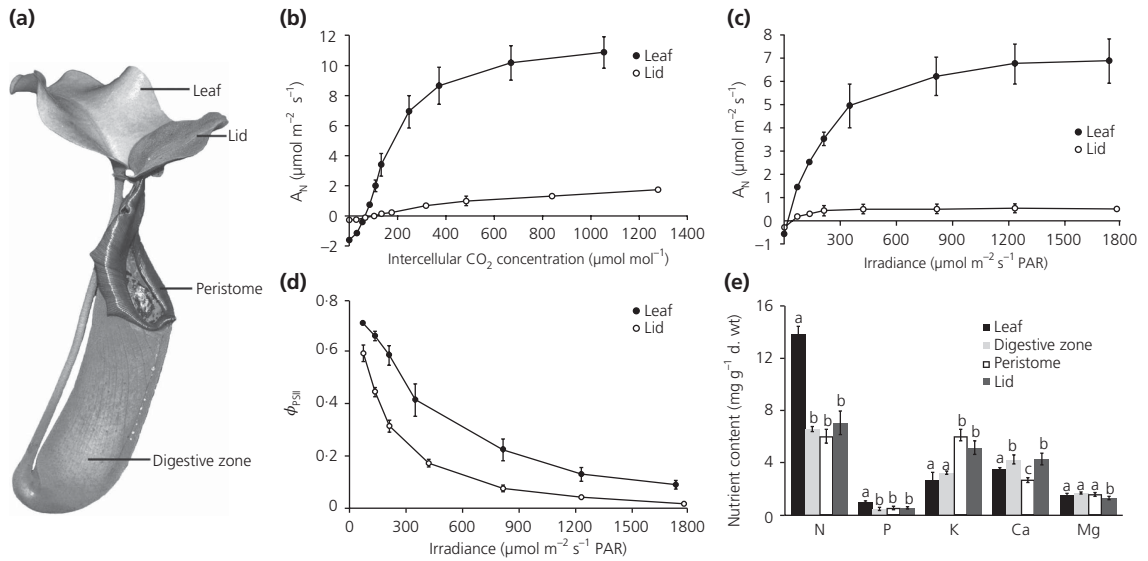 (a)
Leaf
Lid
Peristome
Digestive zone
(b)
12
10
8
6
4
2
0
−2
A_N (μmol m⁻² s⁻¹)
Leaf
Lid
200 400 600 800 1000 1200 1400
Intercellular CO₂ concentration (μmol mol⁻¹)
(c)
8
7
6
5
4
3
2
1
0
−1
A_N (μmol m⁻² s⁻¹)
Leaf
Lid
300 600 900 1200 1500 1800
Irradiance (μmol m⁻² s⁻¹ PAR)
(d)
0·8
0·6
0·4
0·2
0
ϕ_PSII
Leaf
Lid
0 300 600 900 1200 1500 1800
Irradiance (μmol m⁻² s⁻¹ PAR)
(e)
16
12
8
4
0
Nutrient content (mg g⁻¹ d. wt)
Leaf
Digestive zone
Peristome
Lid
a b b b
a b b b
a a b b
a b c b
a a a b
N P K Ca Mg